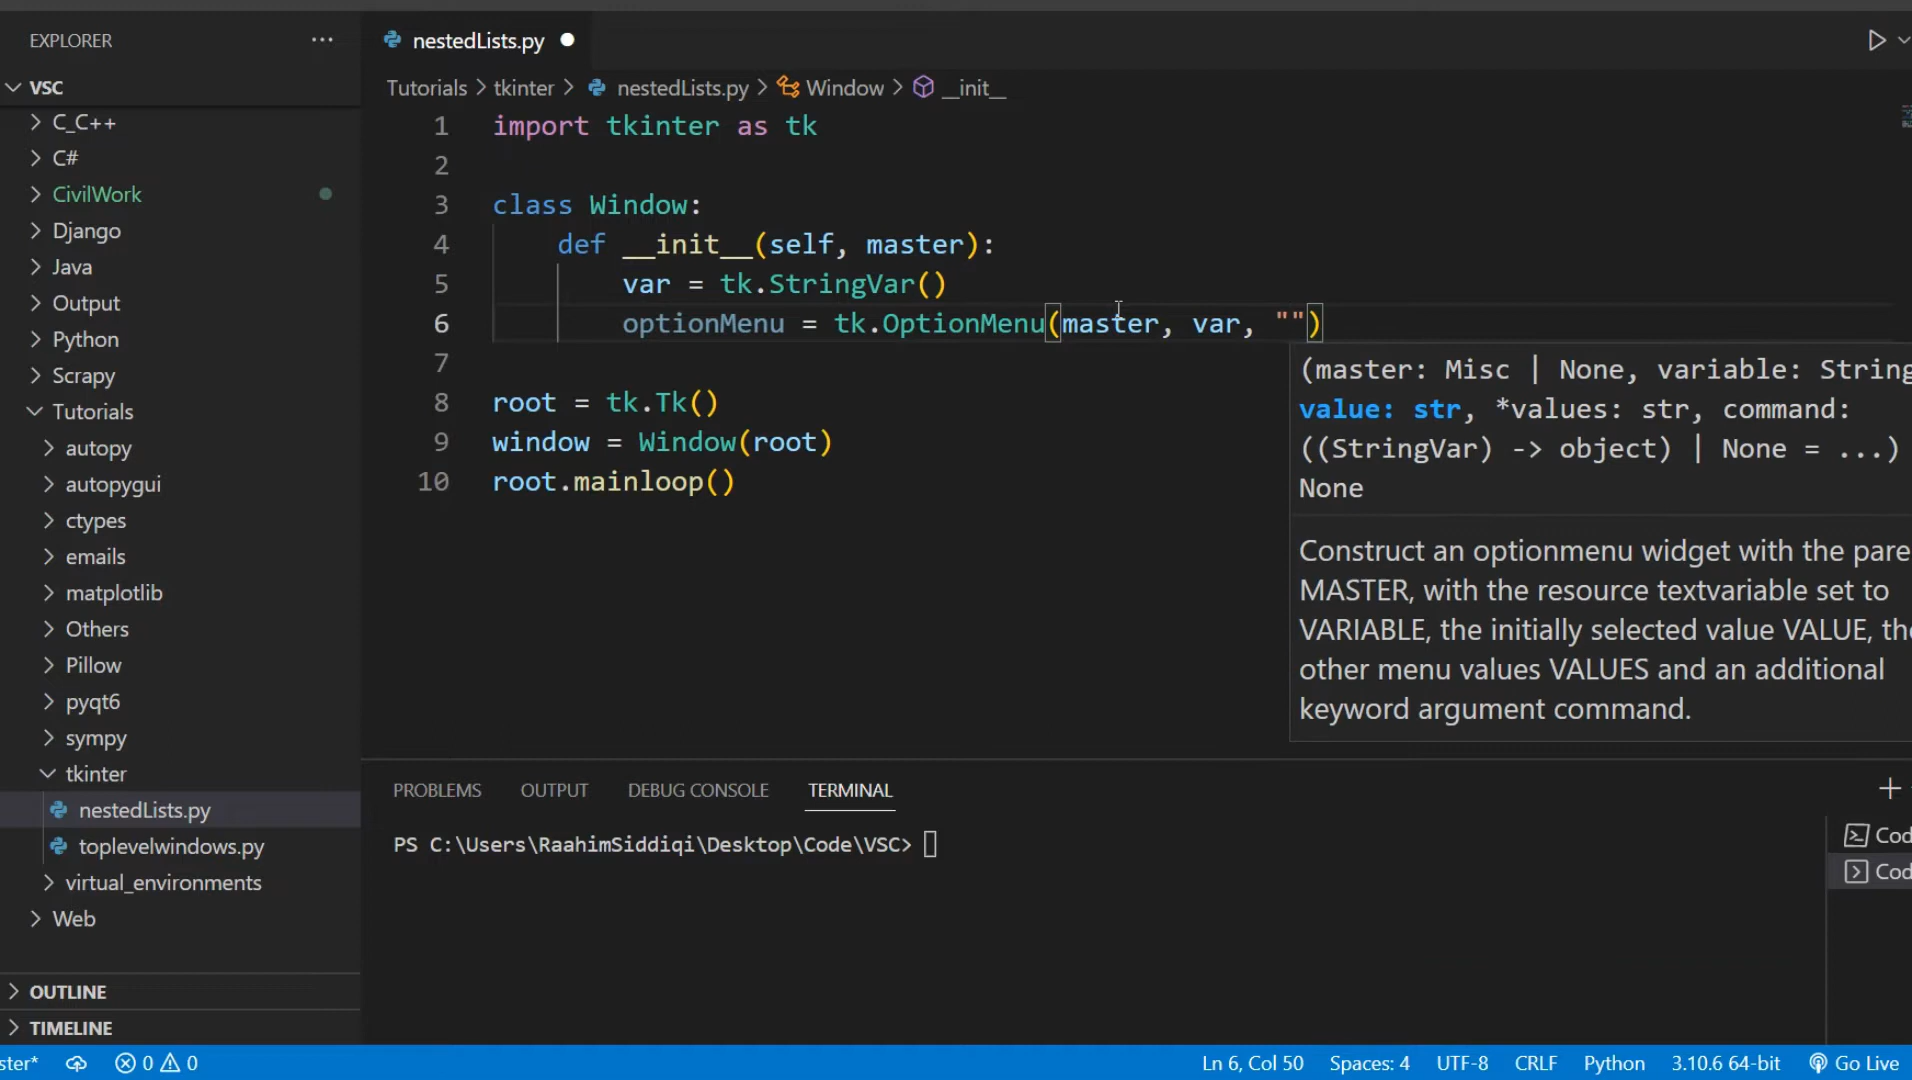 EXPLORER ...
VSC
C_C++
C#
CivilWork
Django
Java
Output
Python
Scrapy
Tutorials
autopy
autopygui
ctypes
emails
matplotlib
Others
Pillow
pyqt6
sympy
tkinter
nestedLists.py
toplevelwindows.py
virtual_environments
Web
OUTLINE
TIMELINE
nestedLists.py
Tutorials > tkinter > nestedLists.py > Window > __init__
1 import tkinter as tk
2
3 class Window:
4 def __init__(self, master):
5 var = tk.StringVar()
6 optionMenu = tk.OptionMenu(master, var, "")
7
8 root = tk.Tk()
9 window = Window(root)
10 root.mainloop()
(master: Misc | None, variable: String
value: str, *values: str, command:
((StringVar) -> object) | None = ...)
None
Construct an optionmenu widget with the pare
MASTER, with the resource textvariable set to
VARIABLE, the initially selected value VALUE, the
other menu values VALUES and an additional
keyword argument command.
PROBLEMS OUTPUT DEBUG CONSOLE TERMINAL
PS C:\Users\RaahimSiddiqi\Desktop\Code\VSC>
Cod
Cod
ster* 0 0 Ln 6, Col 50 Spaces: 4 UTF-8 CRLF Python 3.10.6 64-bit Go Live